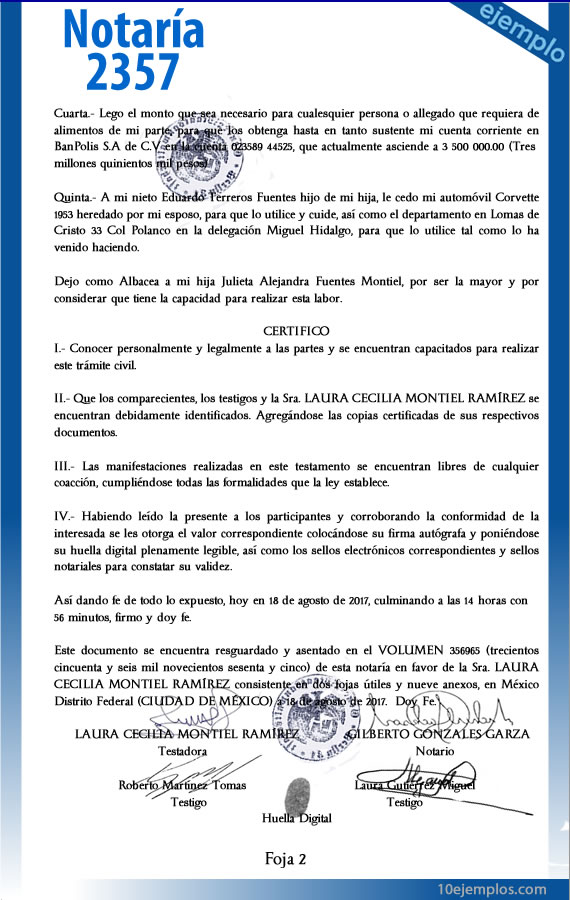 ejemplo
Notaría
2357
Cuarta.- Lego el monto que sea necesario para cualesquier persona o allegado que requiera de
alimentos de mi parte, para que los obtenga hasta en tanto sustente mi cuenta corriente en
BanPolis S.A de C.V en la cuenta 023589 44525, que actualmente asciende a 3 500 000.00 (Tres
millones quinientos mil pesos)
Quinta.- A mi nieto Eduardo Terreros Fuentes hijo de mi hija, le cedo mi automóvil Corvette
1953 heredado por mi esposo, para que lo utilice y cuide, así como el departamento en Lomas de
Cristo 33 Col Polanco en la delegación Miguel Hidalgo, para que lo utilice tal como lo ha
venido haciendo.
Dejo como Albacea a mi hija Julieta Alejandra Fuentes Montiel, por ser la mayor y por
considerar que tiene la capacidad para realizar esta labor.
CERTIFICO
I.- Conocer personalmente y legalmente a las partes y se encuentran capacitados para realizar
este trámite civil.
II.- Que los comparecientes, los testigos y la Sra. LAURA CECILIA MONTIEL RAMÍREZ se
encuentran debidamente identificados. Agregándose las copias certificadas de sus respectivos
documentos.
III.- Las manifestaciones realizadas en este testamento se encuentran libres de cualquier
coacción, cumpliéndose todas las formalidades que la ley establece.
IV.- Habiendo leído la presente a los participantes y corroborando la conformidad de la
interesada se les otorga el valor correspondiente colocándose su firma autógrafa y poniéndose
su huella digital plenamente legible, así como los sellos electrónicos correspondientes y sellos
notariales para constatar su validez.
Así dando fe de todo lo expuesto, hoy en 18 de agosto de 2017, culminando a las 14 horas con
56 minutos, firmo y doy fe.
Este documento se encuentra resguardado y asentado en el VOLUMEN 356965 (trecientos
cincuenta y seis mil novecientos sesenta y cinco) de esta notaría en favor de la Sra. LAURA
CECILIA MONTIEL RAMÍREZ consistente en dos fojas útiles y nueve anexos, en México
Distrito Federal (CIUDAD DE MÉXICO) a 18 de agosto de 2017. Doy Fe.
LAURA CECILIA MONTIEL RAMÍREZ GILBERTO GONZALES GARZA
Testadora Notario
Roberto Martínez Tomas Laura Gutiérrez Miguel
Testigo Testigo
Huella Digital
Foja 2
10ejemplos.com